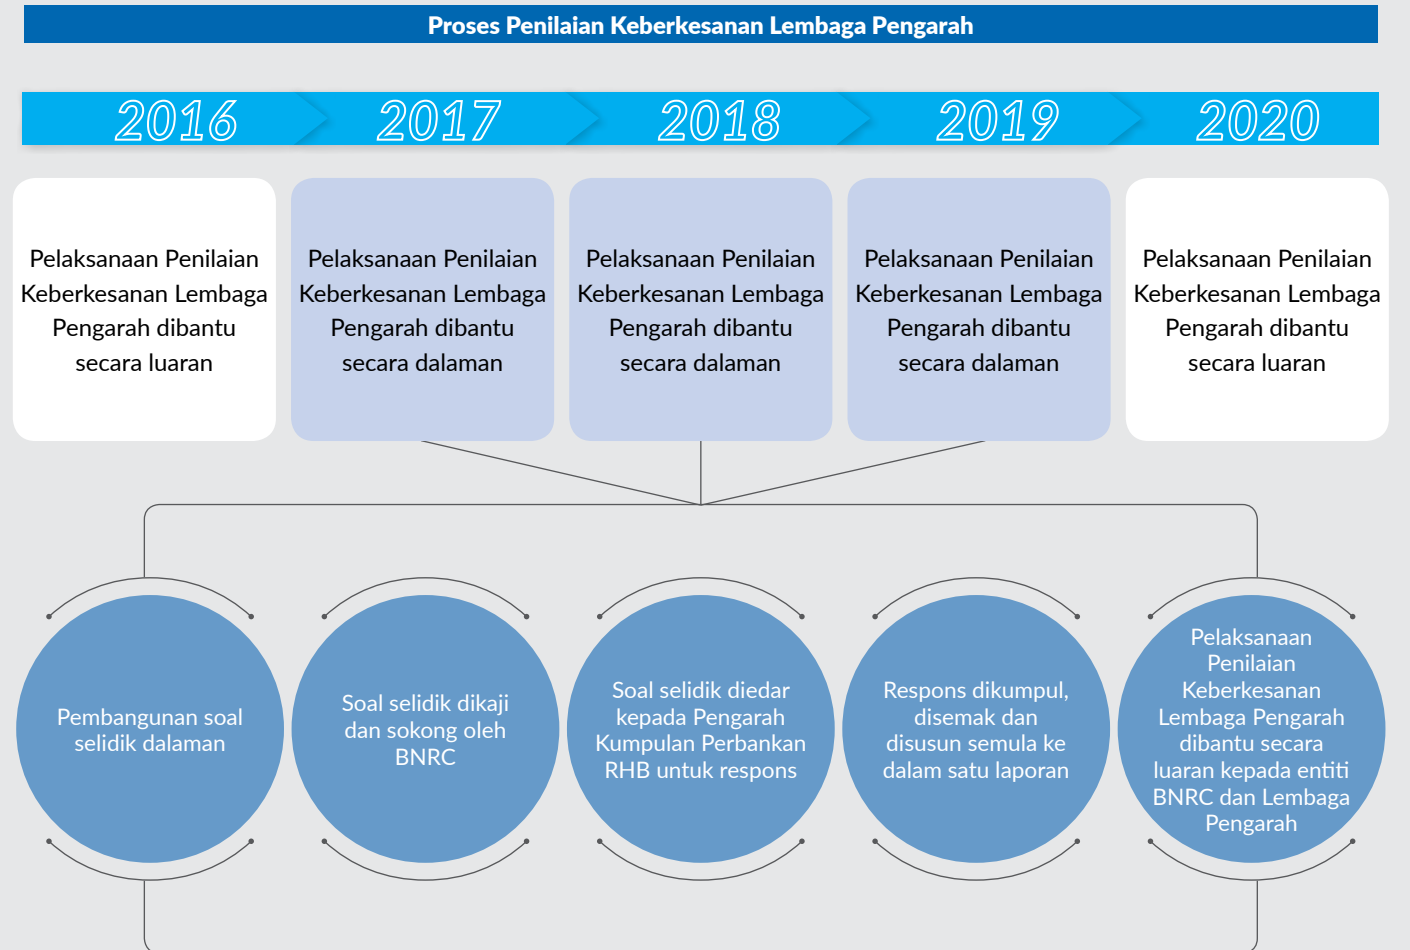 Proses Penilaian Keberkesanan Lembaga Pengarah
2016
2017
2018
2019
2020
Pelaksanaan Penilaian
Keberkesanan Lembaga
Pengarah dibantu
secara luaran
Pelaksanaan Penilaian
Keberkesanan Lembaga
Pengarah dibantu
secara dalaman
Pelaksanaan Penilaian
Keberkesanan Lembaga
Pengarah dibantu
secara dalaman
Pelaksanaan Penilaian
Keberkesanan Lembaga
Pengarah dibantu
secara dalaman
Pelaksanaan Penilaian
Keberkesanan Lembaga
Pengarah dibantu
secara luaran
Pembangunan soal
selidik dalaman
Soal selidik dikaji
dan sokong oleh
BNRC
Soal selidik diedar
kepada Pengarah
Kumpulan Perbankan
RHB untuk respons
Respons dikumpul,
disemak dan
disusun semula ke
dalam satu laporan
Pelaksanaan
Penilaian
Keberkesanan
Lembaga Pengarah
dibantu secara
luaran kepada entiti
BNRC dan Lembaga
Pengarah